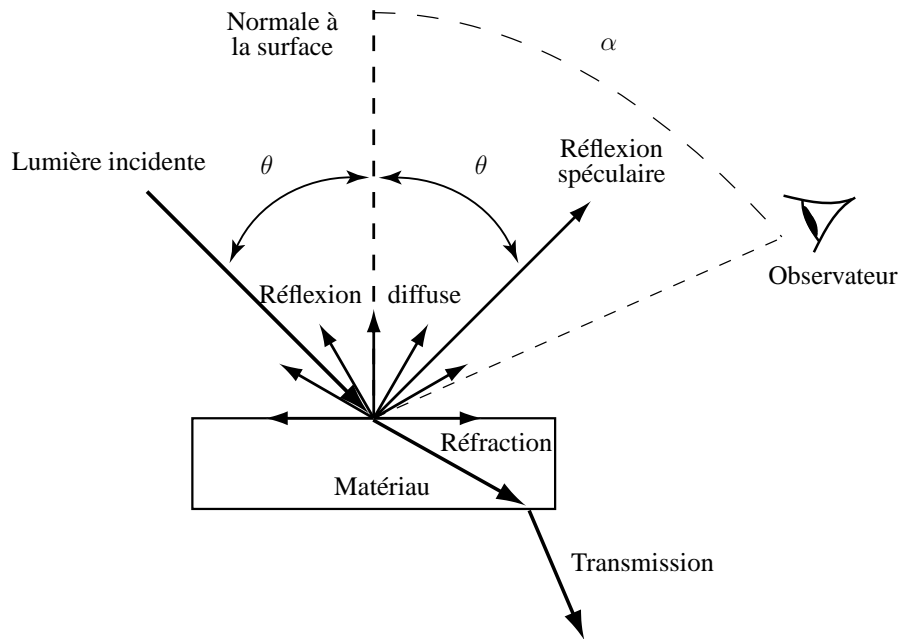 Normale à
la surface
α
Lumière incidente
θ
θ
Réflexion
spéculaire
Observateur
Réflexion diffuse
Réfraction
Matériau
Transmission